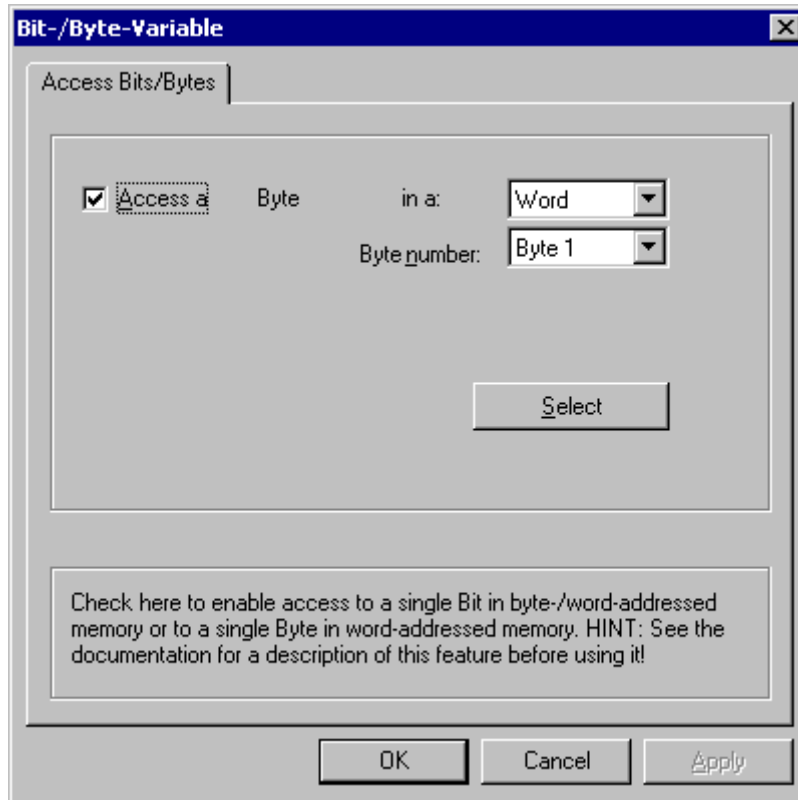 Bit-/Byte-Variable
Access Bits/Bytes
Access a Byte in a: Word
Byte number: Byte 1
Select
Check here to enable access to a single Bit in byte-/word-addressed
memory or to a single Byte in word-addressed memory. HINT: See the
documentation for a description of this feature before using it!
OK Cancel Apply